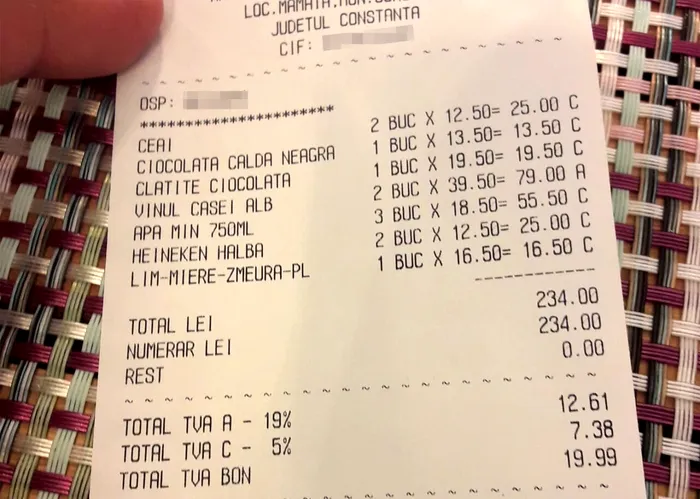 LOC.MAMAIA.MUN.
JUDETUL CONSTANTA
CIF:
OSP:
********************
CEAI 2 BUC X 12.50= 25.00 C
CIOCOLATA CALDA NEAGRA 1 BUC X 13.50= 13.50 C
CLATITE CIOCOLATA 1 BUC X 19.50= 19.50 C
VINUL CASEI ALB 2 BUC X 39.50= 79.00 A
APA MIN 750ML 3 BUC X 18.50= 55.50 C
HEINEKEN HALBA 2 BUC X 12.50= 25.00 C
LIM-MIERE-ZMEURA-PL 1 BUC X 16.50= 16.50 C
TOTAL LEI 234.00
NUMERAR LEI 234.00
REST 0.00
TOTAL TVA A - 19% 12.61
TOTAL TVA C - 5% 7.38
TOTAL TVA BON 19.99